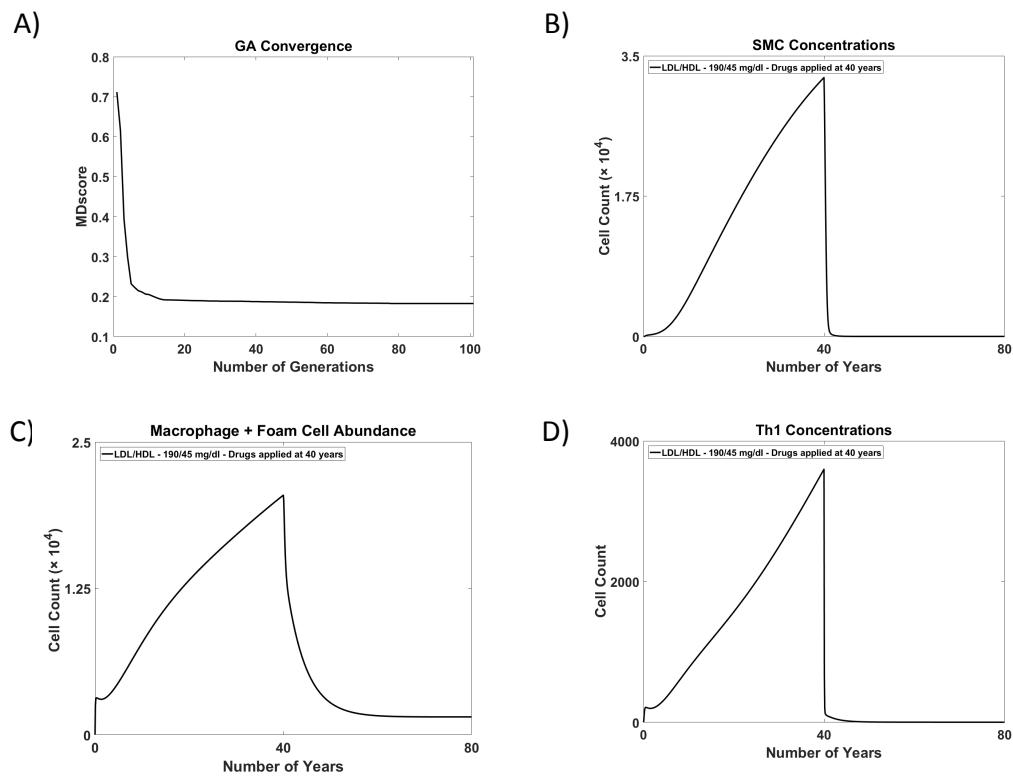 A)
GA Convergence
0.8
0.7
0.6
0.5
0.4
0.3
0.2
0.1
MDscore
0 20 40 60 80 100
Number of Generations
B)
SMC Concentrations
LDL/HDL - 190/45 mg/dl - Drugs applied at 40 years
3.5
1.75
0
Cell Count (× 10^4)
0 40 80
Number of Years
C)
Macrophage + Foam Cell Abundance
LDL/HDL - 190/45 mg/dl - Drugs applied at 40 years
2.5
1.25
0
Cell Count (× 10^4)
0 40 80
Number of Years
D)
Th1 Concentrations
LDL/HDL - 190/45 mg/dl - Drugs applied at 40 years
4000
2000
0
Cell Count
0 40 80
Number of Years